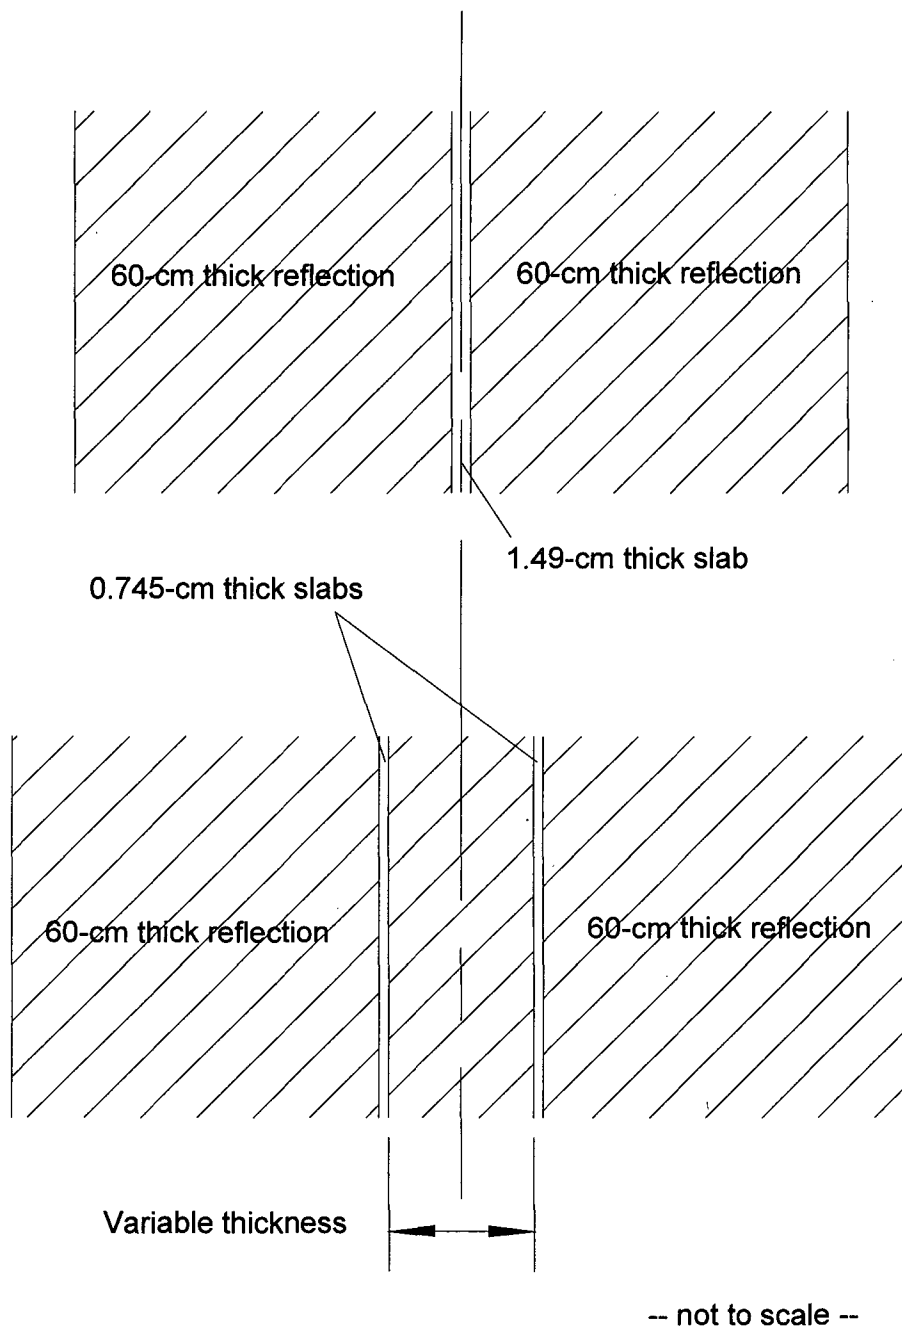 60-cm thick reflection
60-cm thick reflection
1.49-cm thick slab
0.745-cm thick slabs
60-cm thick reflection
60-cm thick reflection
Variable thickness
-- not to scale --